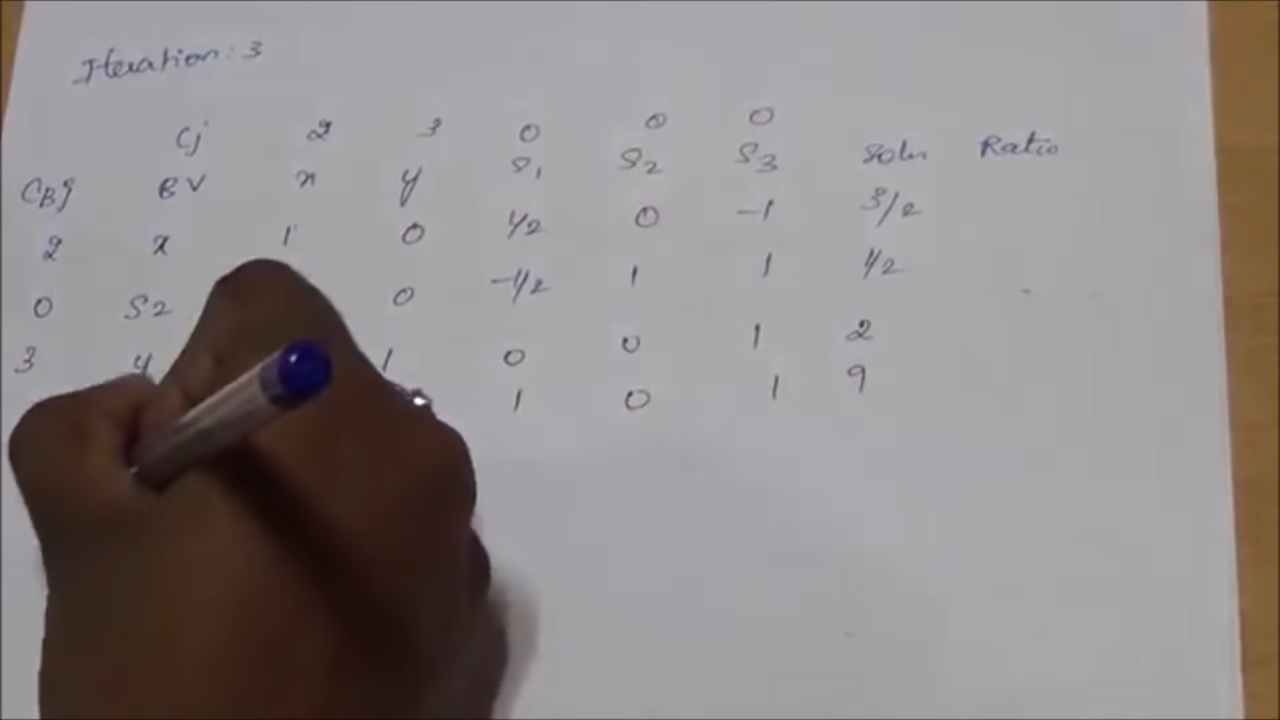 Iteration: 3
Cj 2 3 0 0 0
CBj BV x y S1 S2 S3 Soln Ratio
2 x 1 0 1/2 0 -1 3/2
0 S2 0 -1/2 1 1 1/2
3 y 1 0 0 1 2
1 0 1 9